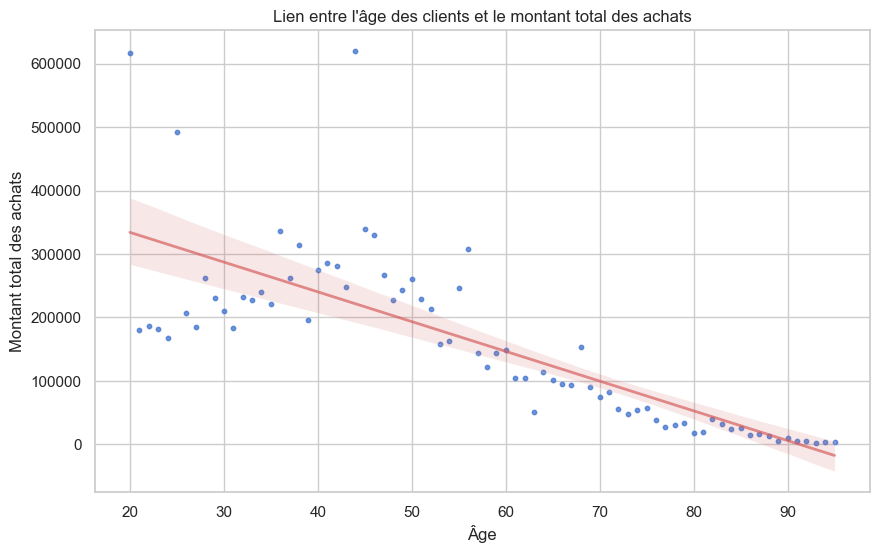 Lien entre l'âge des clients et le montant total des achats
600000
500000
400000
300000
200000
100000
0
Montant total des achats
20 30 40 50 60 70 80 90
Âge